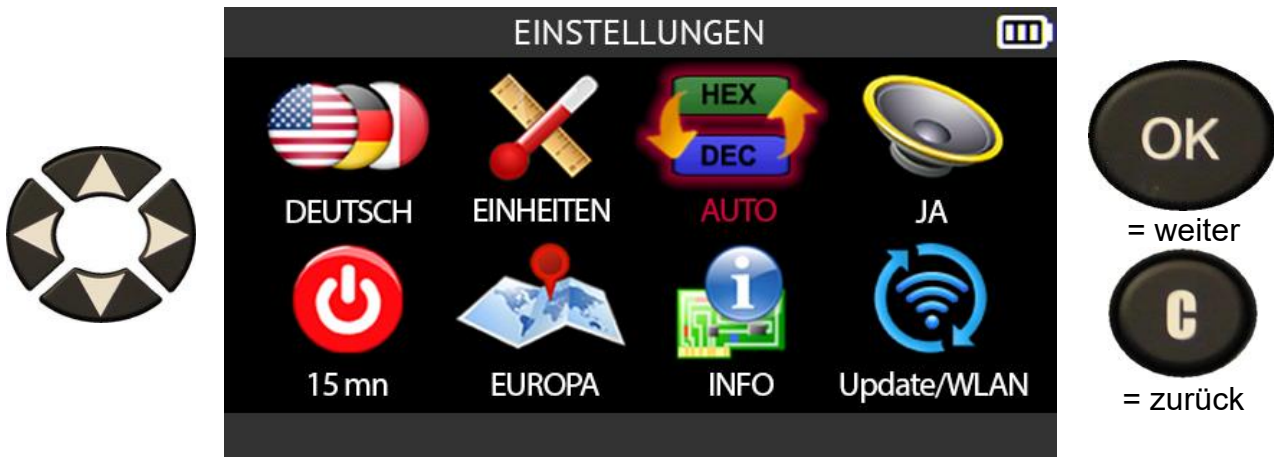 EINSTELLUNGEN
HEX
DEC
DEUTSCH EINHEITEN AUTO JA
OK
= weiter
i
15 mn EUROPA INFO Update/WLAN
C
= zurück